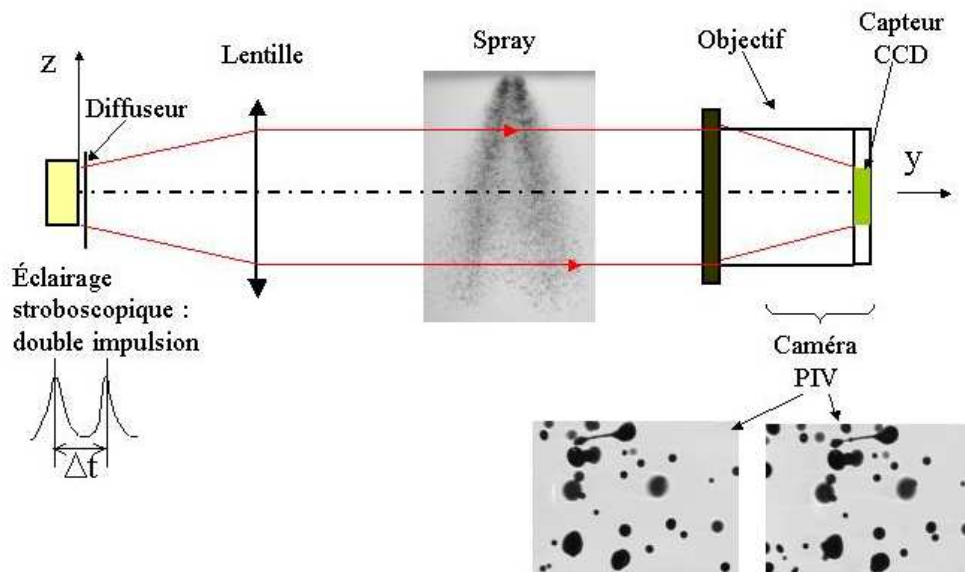 z
Diffuseur
Lentille
Spray
Objectif
Capteur
CCD
y
Éclairage
stroboscopique :
double impulsion
Δt
Caméra
PIV